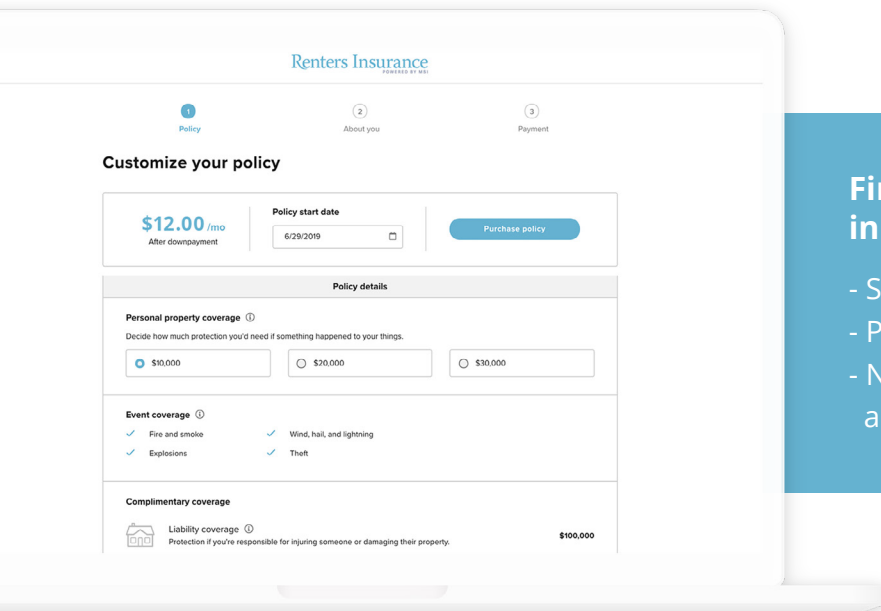 Renters Insurance
POWERED BY MSI
1
2
3
Policy
About you
Payment
Customize your policy
$12.00 /mo
After downpayment
Policy start date
6/29/2019
Purchase policy
Policy details
Personal property coverage
Decide how much protection you'd need if something happened to your things.
$10,000
$20,000
$30,000
Event coverage
Fire and smoke
Wind, hail, and lightning
Explosions
Theft
Complimentary coverage
Liability coverage
Protection if you're responsible for injuring someone or damaging their property.
$100,000
in
- S
- P
- N
a